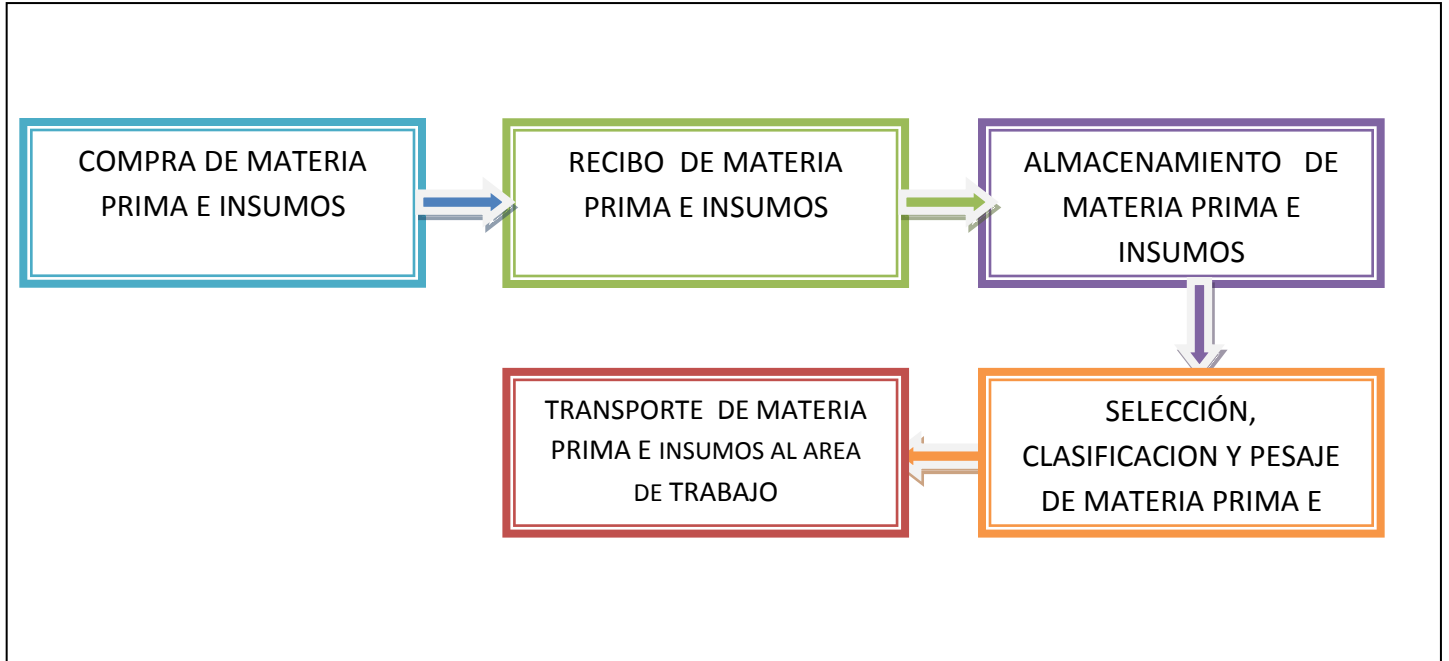 COMPRA DE MATERIA
PRIMA E INSUMOS
RECIBO DE MATERIA
PRIMA E INSUMOS
ALMACENAMIENTO DE
MATERIA PRIMA E
INSUMOS
SELECCIÓN,
CLASIFICACION Y PESAJE
DE MATERIA PRIMA E
TRANSPORTE DE MATERIA
PRIMA E INSUMOS AL AREA
DE TRABAJO